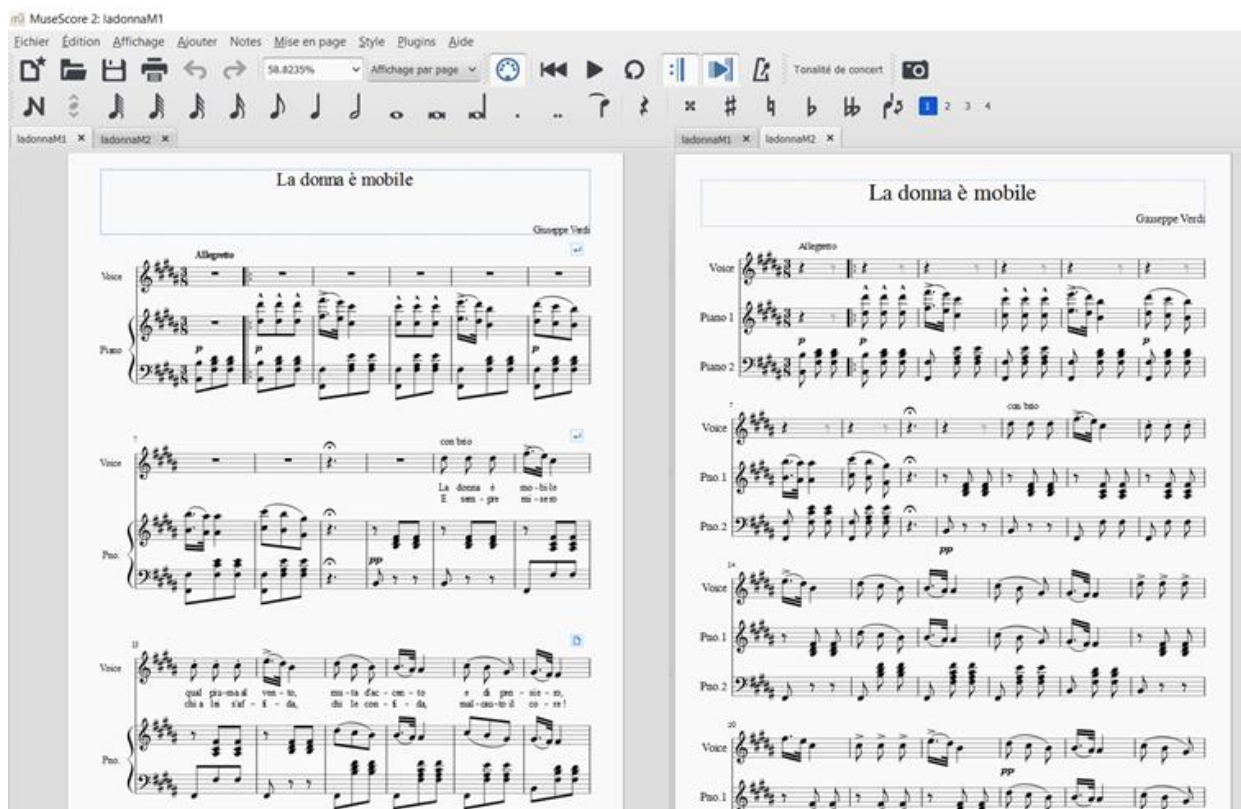 MuseScore 2: ladonnaM1
Fichier Édition Affichage Ajouter Notes Mise en page Style Plugins Aide
58.8235% Affichage par page Tonalité de concert
1 2 3 4
ladonnaM1 ladonnaM2
La donna è mobile
Giuseppe Verdi
Allegretto
Voice
Piano
p p p
7
con brio
Voice
La donna è mo - bi le
E sem - pre mi - sero
Pno.
pp
13
Voice
qual piu-ma al ven - to, mu - ta d'ac - cen - to e di pen - sie - ro,
chi a lei s'af - fi - da, chi le con - fi - da, mal - cau - to il co - re!
Pno.
ladonnaM1 ladonnaM2
La donna è mobile
Giuseppe Verdi
Allegretto
Voice
Piano 1
p p p
Piano 2
7
con brio
Voice
Pno.1
Pno.2
pp
14
Voice
Pno.1
Pno.2
20
Voice
pp
Pno.1